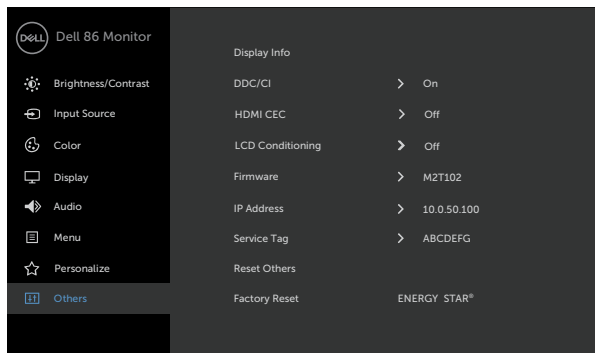 DELL Dell 86 Monitor
Display Info
Brightness/Contrast DDC/CI > On
Input Source HDMI CEC > Off
Color LCD Conditioning > Off
Display Firmware > M2T102
Audio IP Address > 10.0.50.100
Menu Service Tag > ABCDEFG
Personalize Reset Others
Others Factory Reset ENERGY STAR®